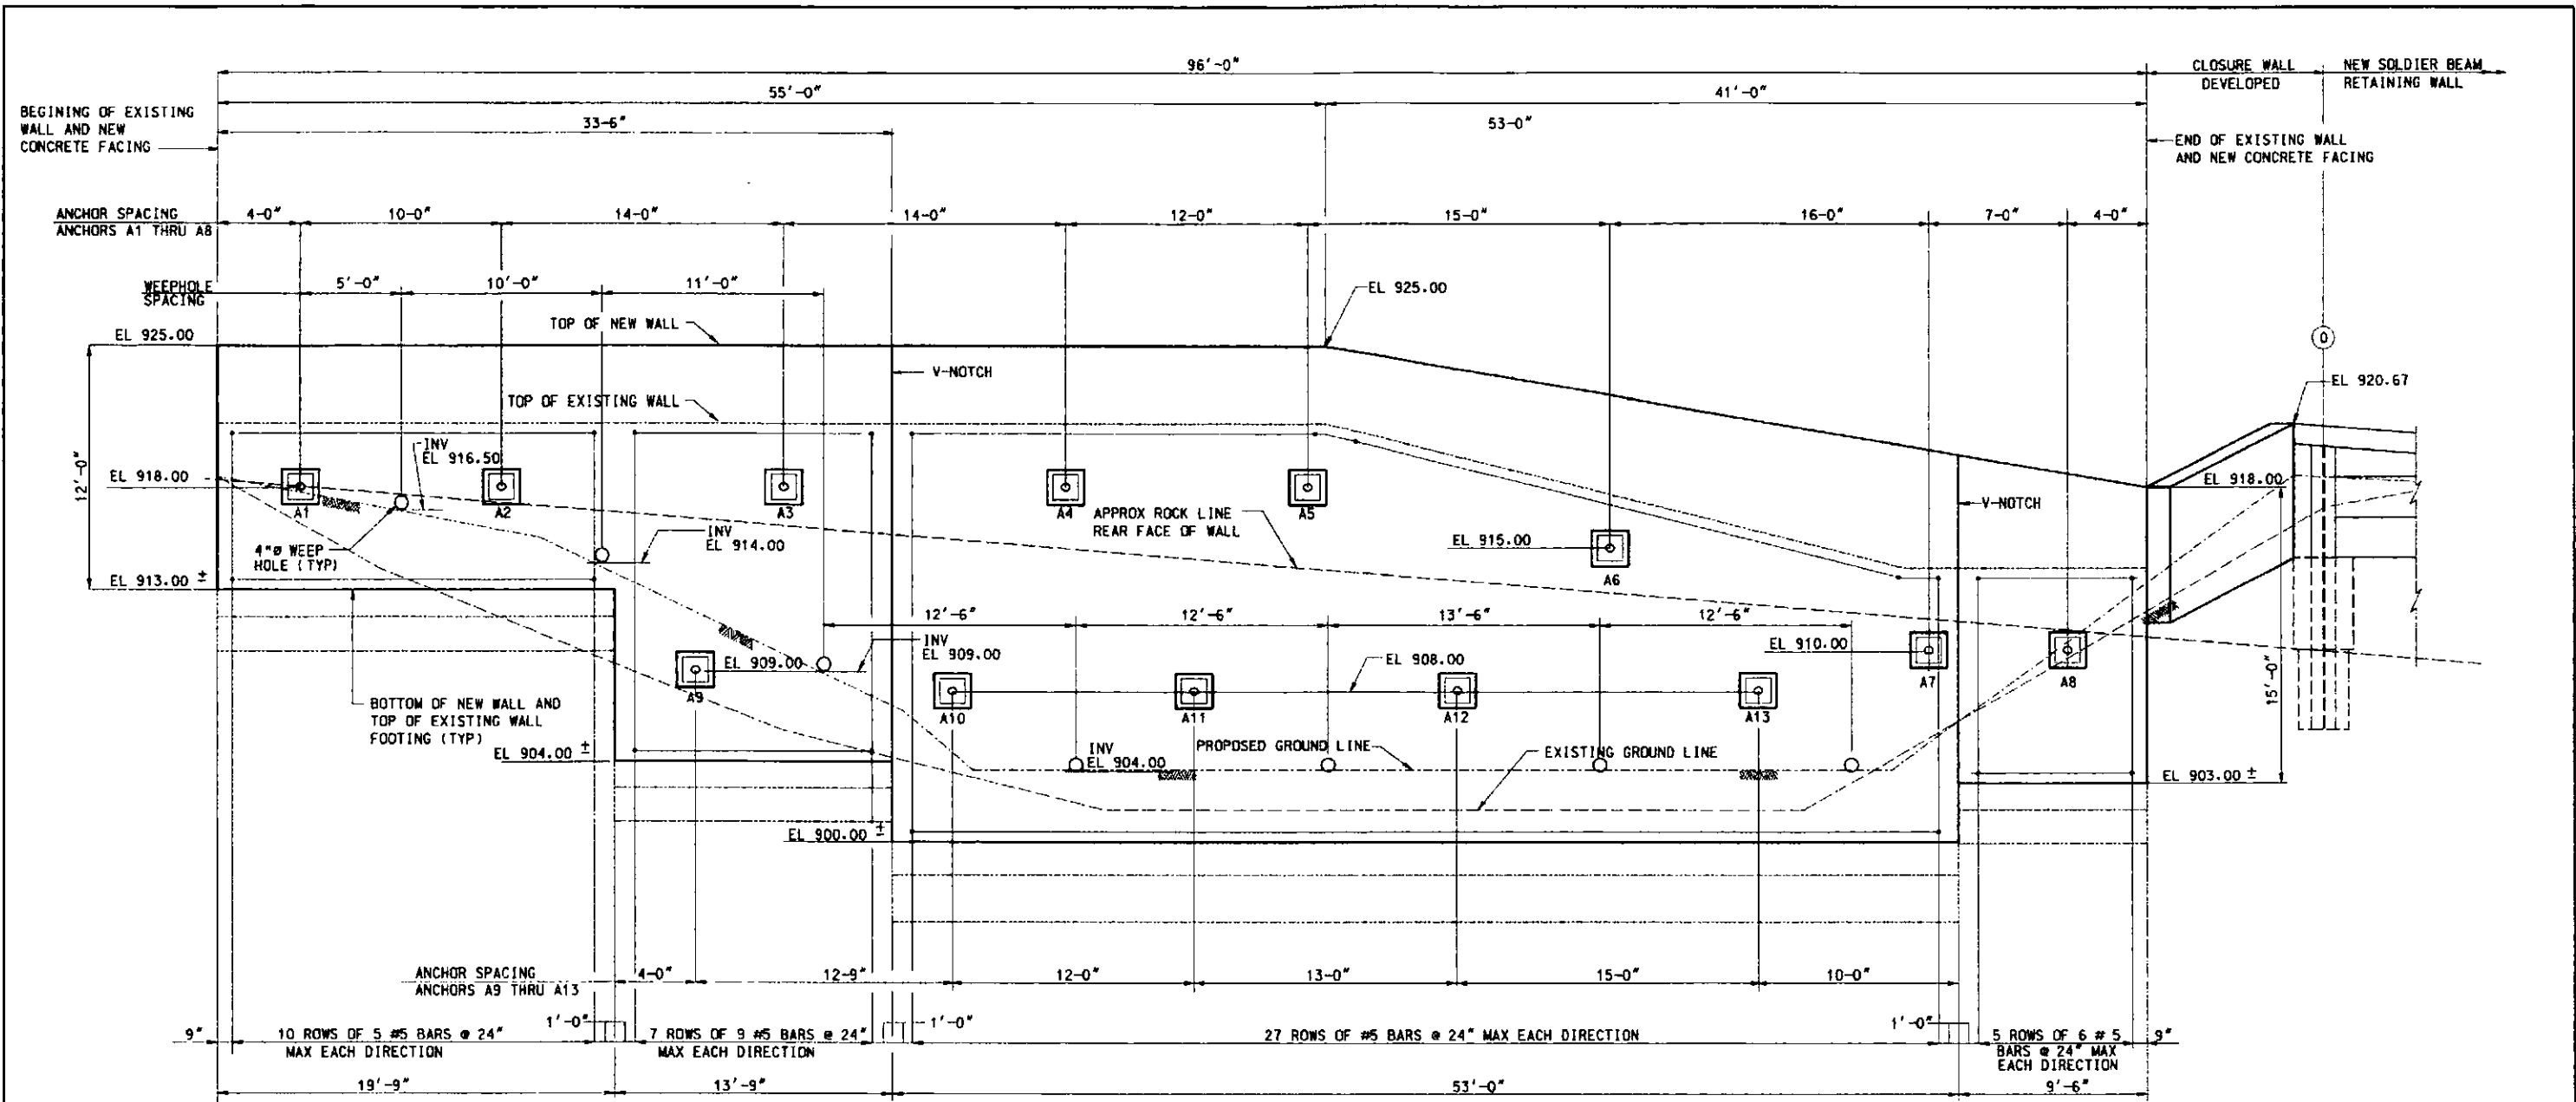 96'-0"
CLOSURE WALL
DEVELOPED
NEW SOLDIER BEAM
RETAINING WALL
55'-0"
41'-0"
BEGINING OF EXISTING
WALL AND NEW
CONCRETE FACING
33-6"
53-0"
END OF EXISTING WALL
AND NEW CONCRETE FACING
ANCHOR SPACING
ANCHORS A1 THRU A8
4-0"
10-0"
14-0"
14-0"
12-0"
15-0"
16-0"
7-0"
4-0"
WEEPHOLE
SPACING
5'-0"
10'-0"
11'-0"
EL 925.00
TOP OF NEW WALL
EL 925.00
0
V-NOTCH
EL 920.67
TOP OF EXISTING WALL
12'-0"
INV
EL 916.50
EL 918.00
A1
A2
A3
A4
A5
APPROX ROCK LINE
REAR FACE OF WALL
EL 918.00
V-NOTCH
4"Ø WEEP
HOLE (TYP)
INV
EL 914.00
EL 915.00
A6
EL 913.00 ±
12'-6"
12'-6"
13'-6"
12'-6"
INV
EL 909.00
EL 909.00
EL 908.00
EL 910.00
A7
A8
15'-0"
A9
A10
A11
A12
A13
BOTTOM OF NEW WALL AND
TOP OF EXISTING WALL
FOOTING (TYP)
EL 904.00 ±
INV
EL 904.00
PROPOSED GROUND LINE
EXISTING GROUND LINE
EL 903.00 ±
EL 900.00 ±
ANCHOR SPACING
ANCHORS A9 THRU A13
4-0"
12-9"
12-0"
13-0"
15-0"
10-0"
9"
10 ROWS OF 5 #5 BARS @ 24"
MAX EACH DIRECTION
1'-0"
7 ROWS OF 9 #5 BARS @ 24"
MAX EACH DIRECTION
1'-0"
27 ROWS OF #5 BARS @ 24" MAX EACH DIRECTION
1'-0"
5 ROWS OF 6 # 5
BARS @ 24" MAX
EACH DIRECTION
9"
19'-9"
13'-9"
53'-0"
9'-6"